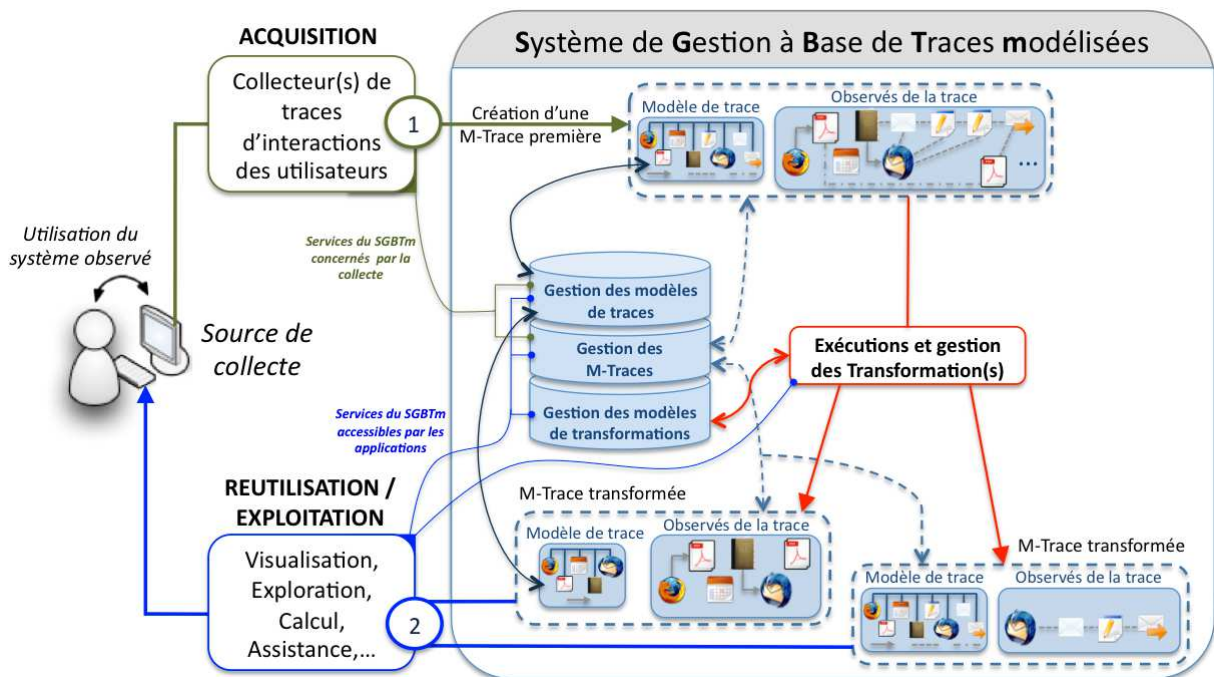 Système de Gestion à Base de Traces modélisées
ACQUISITION
Collecteur(s) de
traces
d'interactions
des utilisateurs
1
Création d'une
M-Trace première
Modèle de trace
Observés de la trace
...
Utilisation du
système observé
Source de
collecte
Services du SGBTm
concernés par la
collecte
Gestion des modèles
de traces
Gestion des
M-Traces
Gestion des modèles
de transformations
Exécutions et gestion
des Transformation(s)
Services du SGBTm
accessibles par les
applications
REUTILISATION /
EXPLOITATION
Visualisation,
Exploration,
Calcul,
Assistance,...
2
M-Trace transformée
Modèle de trace
Observés de la trace
M-Trace transformée
Modèle de trace
Observés de la trace